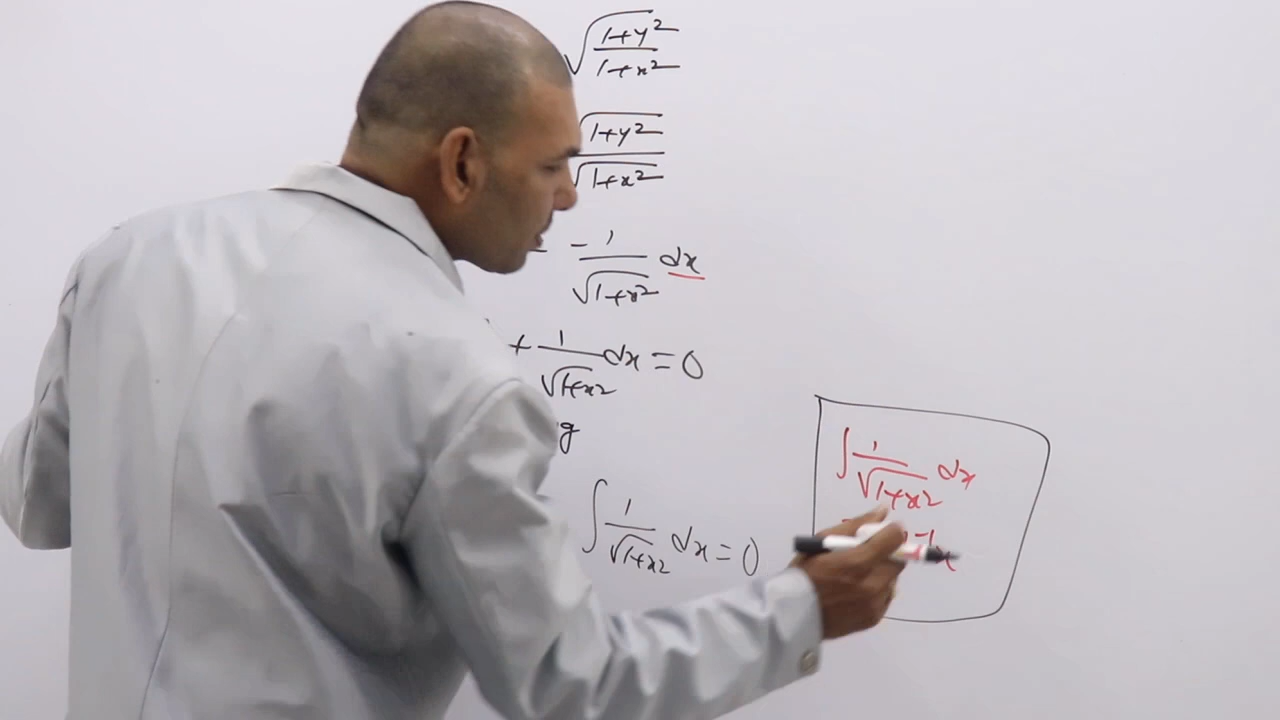 √(1+y²/1+x²)
√1+y²/√1+x²
- 1/√1+x² dx
+ 1/√1+x² dx = 0
g
∫ 1/√1+x² dx = 0
∫ 1/√1+x² dx
-1 x